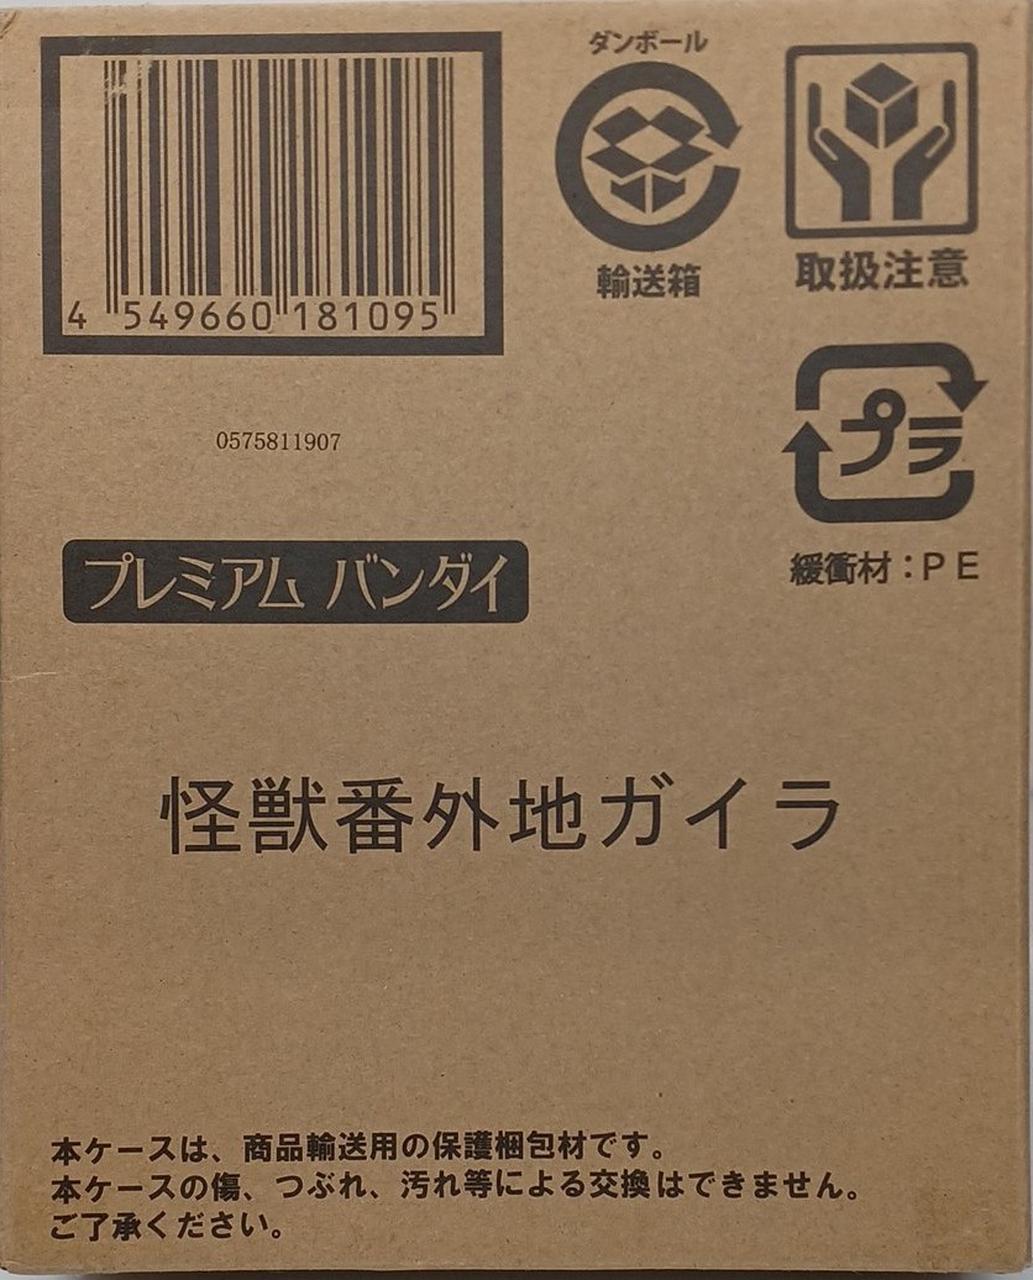 ダンボール
輸送箱
取扱注意
4 549660 181095
0575811907
プラ
緩衝材：PE
プレミアム バンダイ
怪獣番外地ガイラ
本ケースは、商品輸送用の保護梱包材です。
本ケースの傷、つぶれ、汚れ等による交換はできません。
ご了承ください。